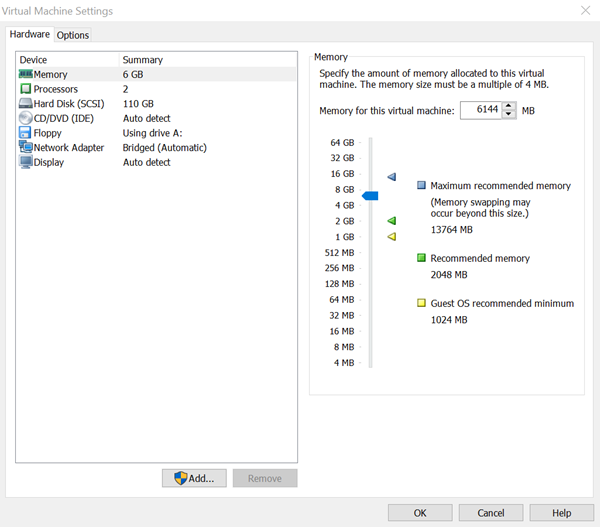 Virtual Machine Settings
Hardware
Options
Device Summary
Memory 6 GB
Processors 2
Hard Disk (SCSI) 110 GB
CD/DVD (IDE) Auto detect
Floppy Using drive A:
Network Adapter Bridged (Automatic)
Display Auto detect
Add...
Remove
Memory
Specify the amount of memory allocated to this virtual
machine. The memory size must be a multiple of 4 MB.
Memory for this virtual machine: 6144 MB
64 GB
32 GB
16 GB
8 GB
4 GB
2 GB
1 GB
512 MB
256 MB
128 MB
64 MB
32 MB
16 MB
8 MB
4 MB
Maximum recommended memory
(Memory swapping may
occur beyond this size.)
13764 MB
Recommended memory
2048 MB
Guest OS recommended minimum
1024 MB
OK
Cancel
Help